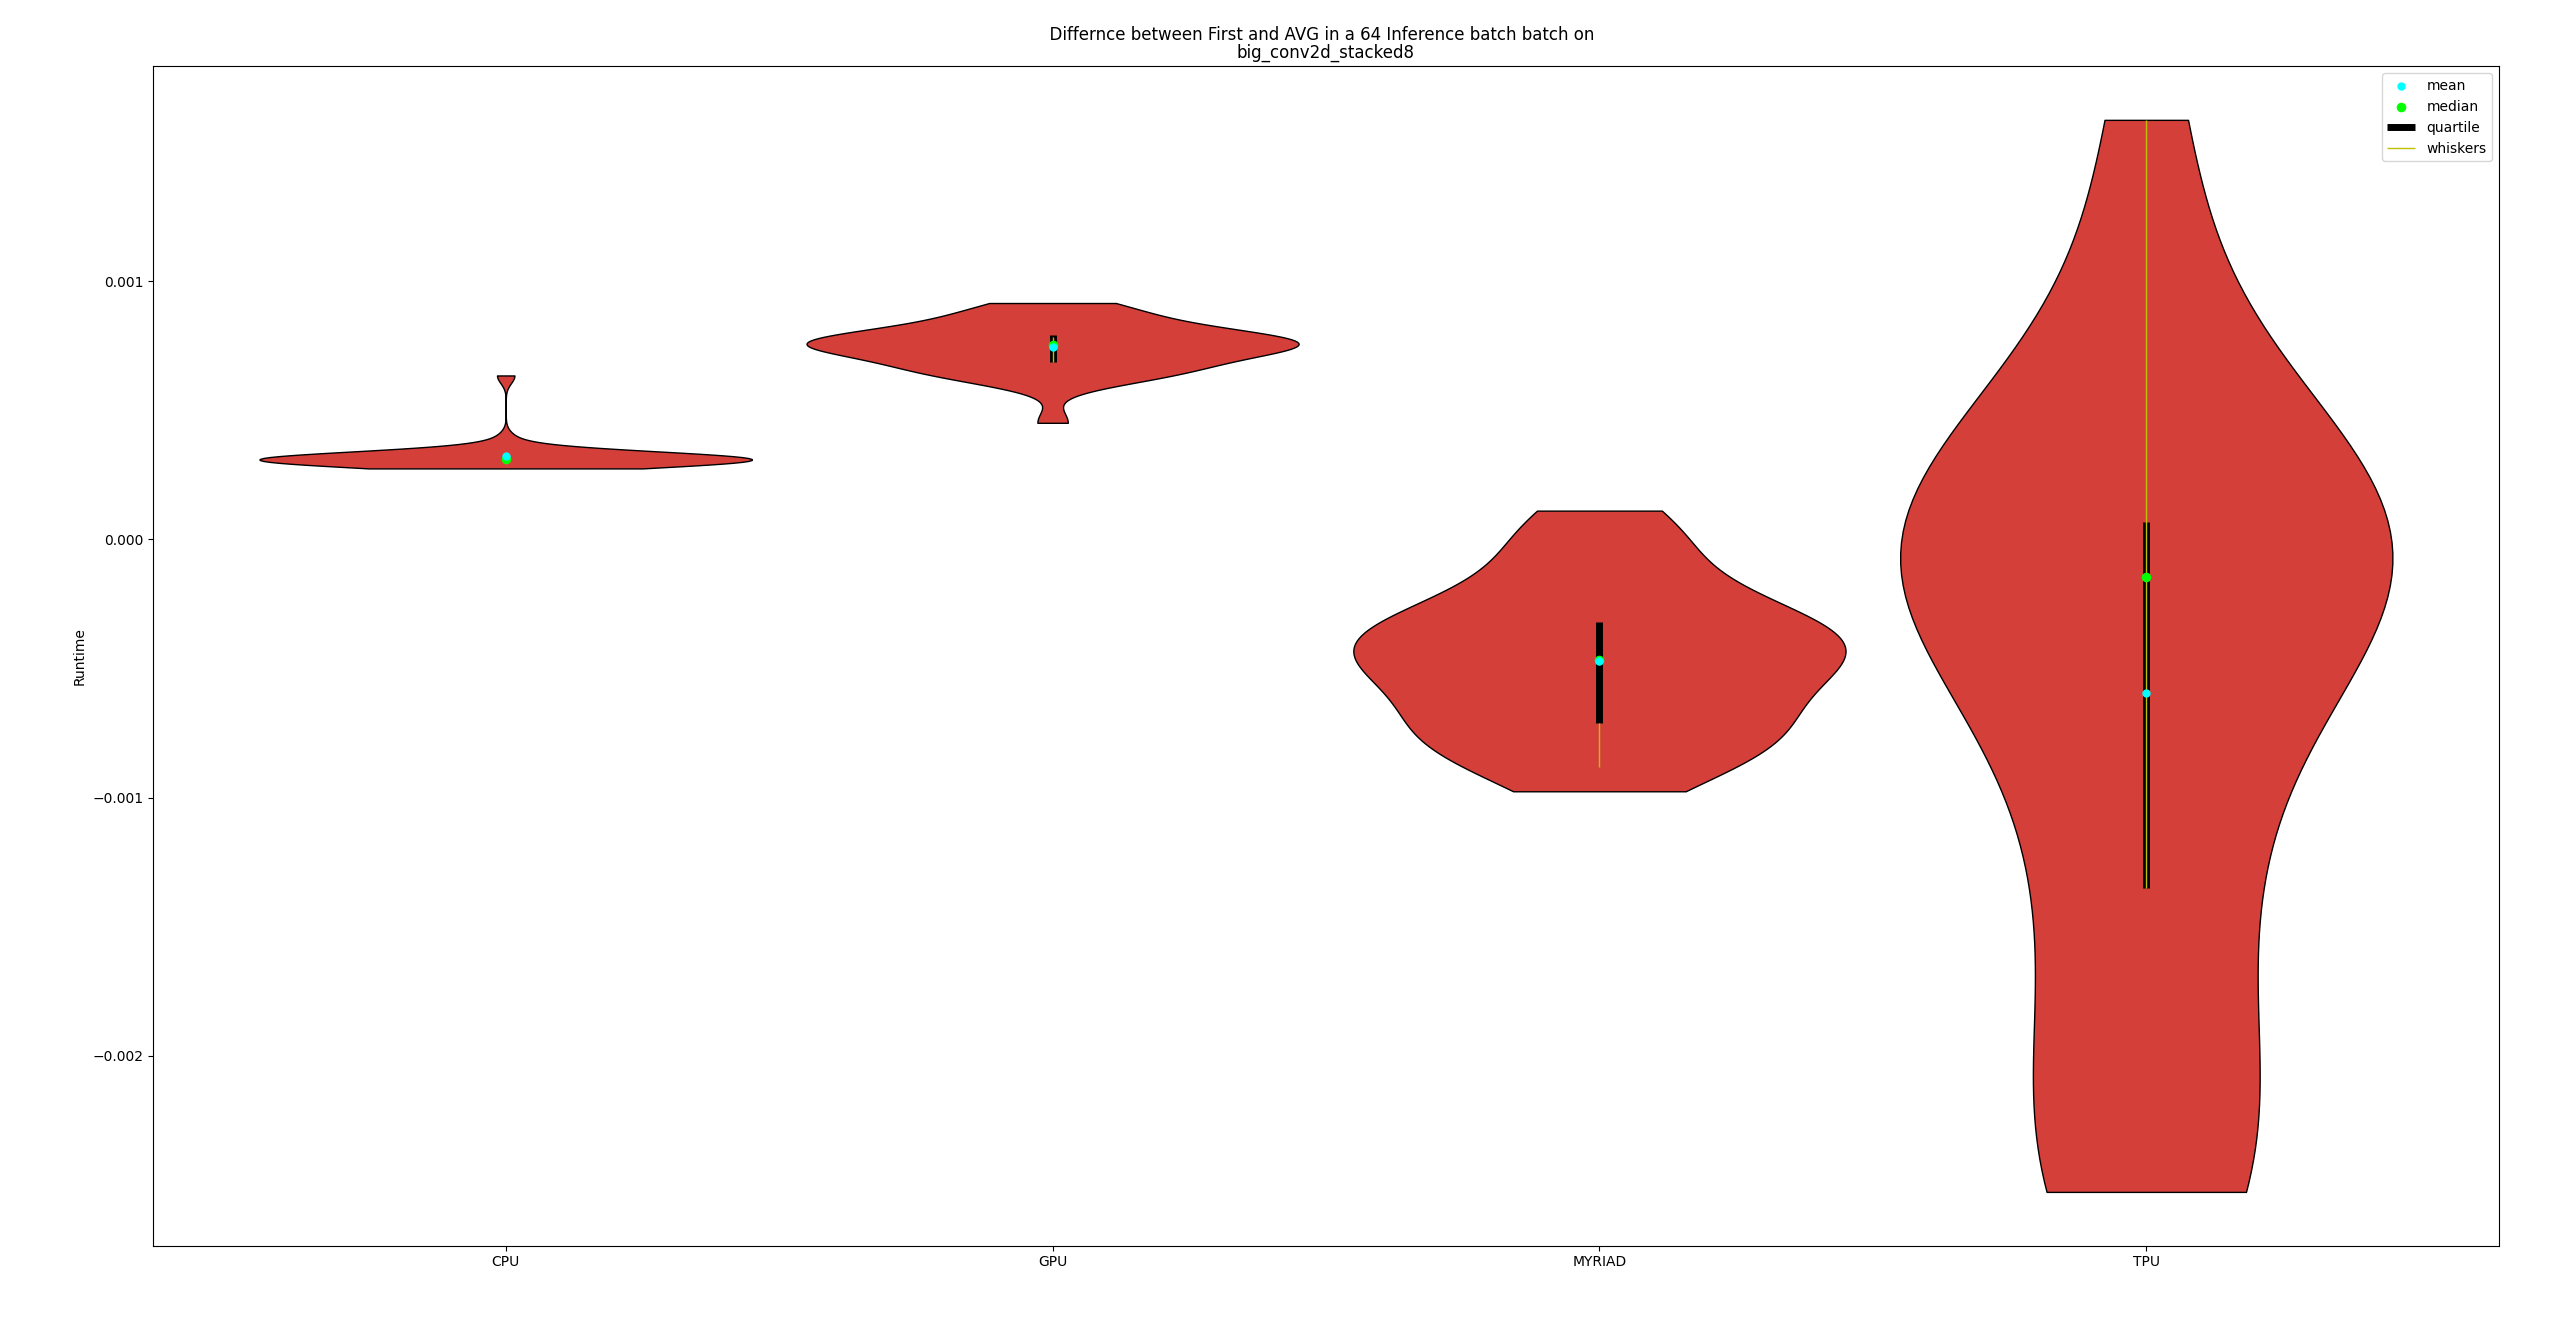 Differnce between First and AVG in a 64 Inference batch batch on
big_conv2d_stacked8
mean
median
quartile
whiskers
0.001
0.000
−0.001
−0.002
Runtime
CPU
GPU
MYRIAD
TPU